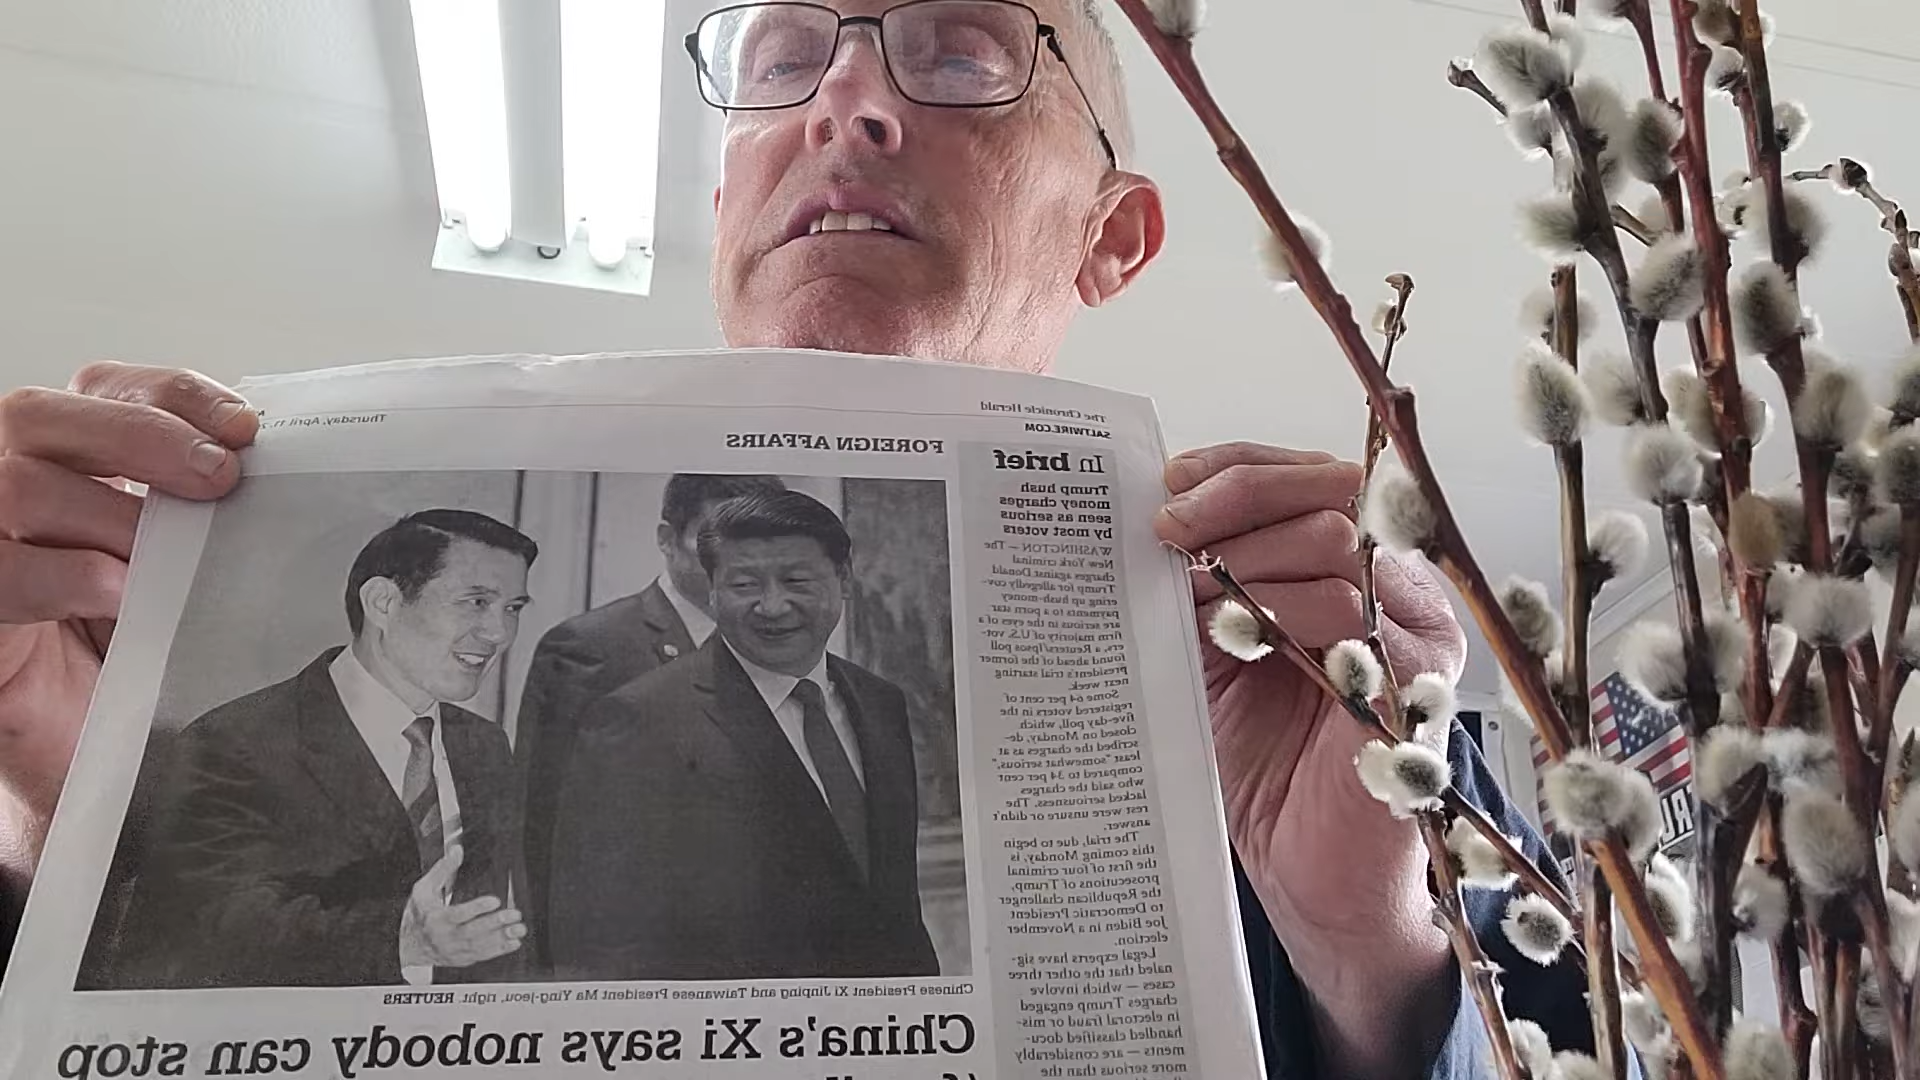 The Chronicle Herald
SALTWIRE.COM
Thursday, April 11,
FOREIGN AFFAIRS
In brief
Trump hush
money charges
seen as serious
by most voters
WASHINGTON — The
New York criminal
charges against Donald
Trump for allegedly cov-
ering up hush-money
payments to a porn star
are serious in the eyes of a
firm majority of U.S. vot-
ers, a Reuters/Ipsos poll
found ahead of the former
president's trial starting
next week.
Some 64 per cent of
registered voters in the
five-day poll, which
closed on Monday, de-
scribed the charges as at
least "somewhat serious,"
compared to 34 per cent
who said the charges
lacked seriousness. The
rest were unsure or didn't
answer.
The trial, due to begin
this coming Monday, is
the first of four criminal
prosecutions of Trump,
the Republican challenger
to Democratic President
Joe Biden in a November
election.
Legal experts have sig-
naled that the other three
cases — which involve
charges Trump engaged
in electoral fraud or mis-
handled classified docu-
ments — are considerably
more serious than the
Chinese President Xi Jinping and Taiwanese President Ma Ying-jeou, right. REUTERS
China's Xi says nobody can stop